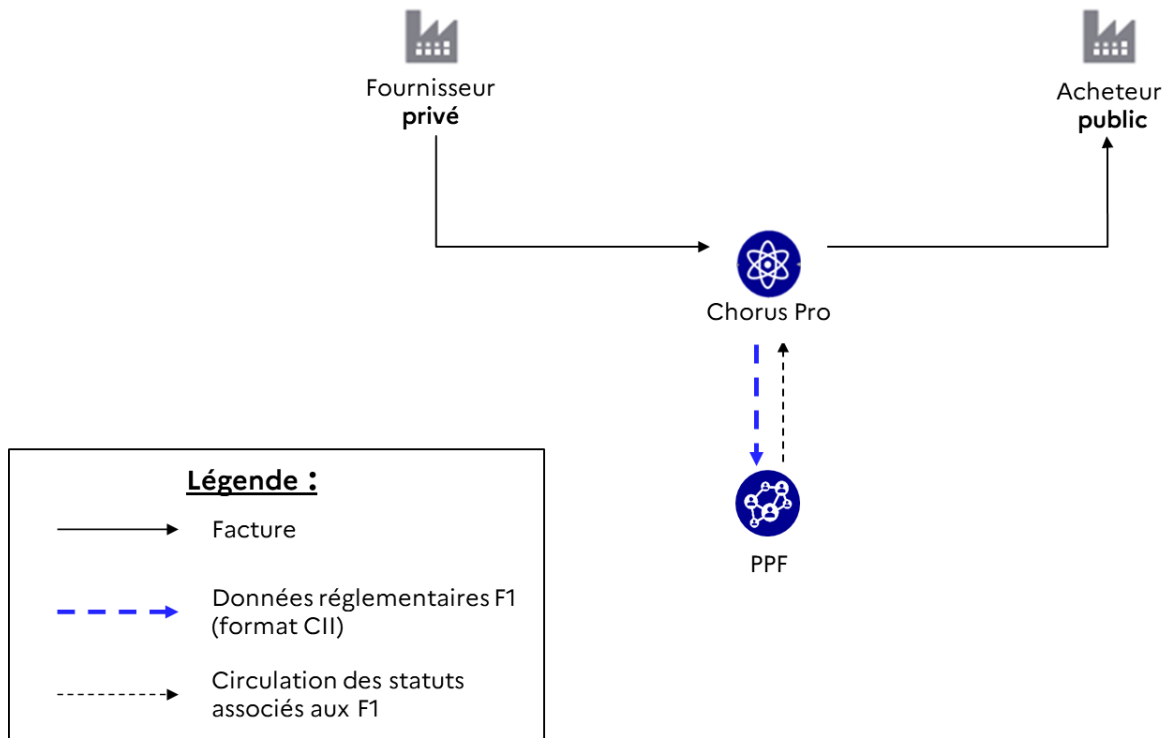 Fournisseur
privé
Acheteur
public
Chorus Pro
PPF
Légende :
Facture
Données réglementaires F1
(format CII)
Circulation des statuts
associés aux F1